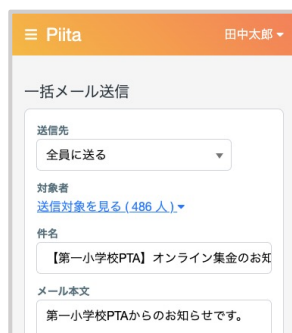 Piita
田中太郎
一括メール送信
送信先
全員に送る
対象者
送信対象を見る ( 486 人 )
件名
【第一小学校PTA】オンライン集金のお知
メール本文
第一小学校PTAからのお知らせです。